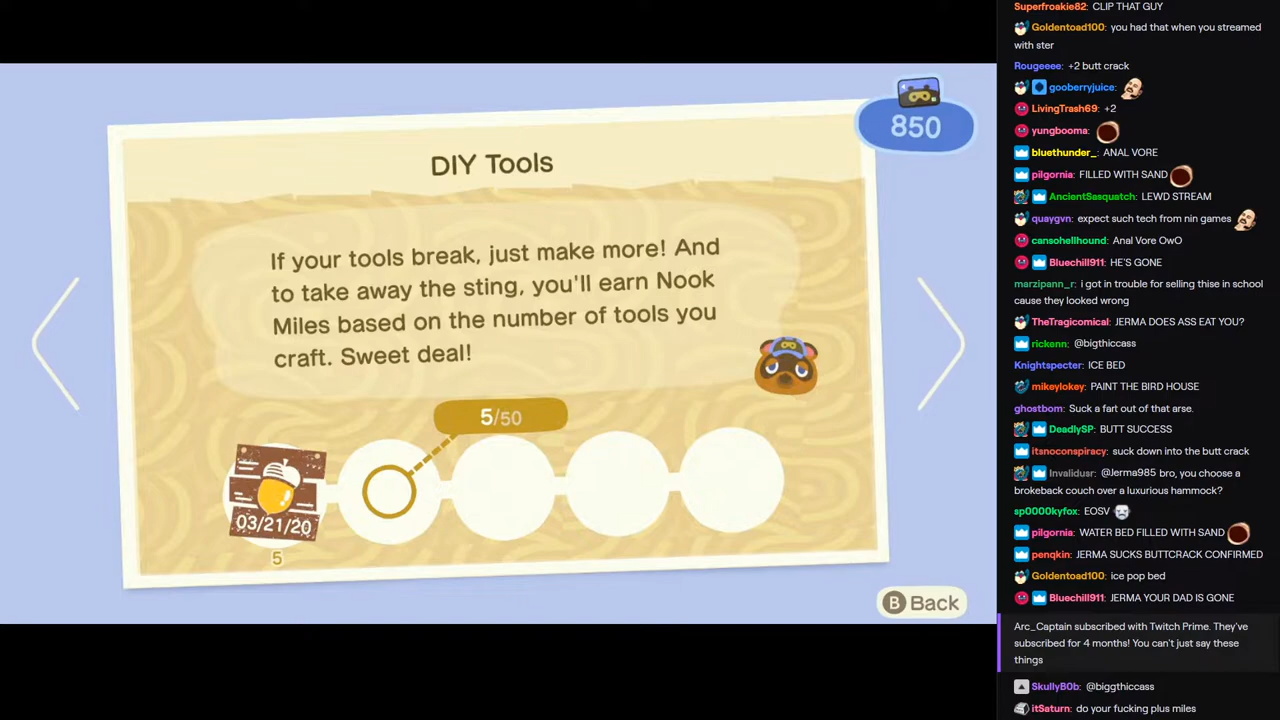 850
DIY Tools
If your tools break, just make more! And
to take away the sting, you'll earn Nook
Miles based on the number of tools you
craft. Sweet deal!
5/50
03/21/20
5
B Back
Superfroakie82: CLIP THAT GUY
Goldentoad100: you had that when you streamed
with ster
Rougeeee: +2 butt crack
gooberryjuice:
LivingTrash69: +2
yungbooma:
bluethunder_: ANAL VORE
pilgornia: FILLED WITH SAND
AncientSasquatch: LEWD STREAM
quaygvn: expect such tech from nin games
cansohellhound: Anal Vore OwO
Bluechill911: HE'S GONE
marzipann_r: i got in trouble for selling thise in school
cause they looked wrong
TheTragicomical: JERMA DOES ASS EAT YOU?
rickenn: @bigthiccass
Knightspecter: ICE BED
mikeylokey: PAINT THE BIRD HOUSE
ghostbom: Suck a fart out of that arse.
DeadlySP: BUTT SUCCESS
itsnoconspiracy: suck down into the butt crack
Invalidusr: @Jerma985 bro, you choose a
brokeback couch over a luxurious hammock?
sp0000kyfox: EOSV
pilgornia: WATER BED FILLED WITH SAND
penqkin: JERMA SUCKS BUTTCRACK CONFIRMED
Goldentoad100: ice pop bed
Bluechill911: JERMA YOUR DAD IS GONE
Arc_Captain subscribed with Twitch Prime. They've
subscribed for 4 months! You can't just say these
things
SkullyB0b: @biggthiccass
itSaturn: do your fucking plus miles